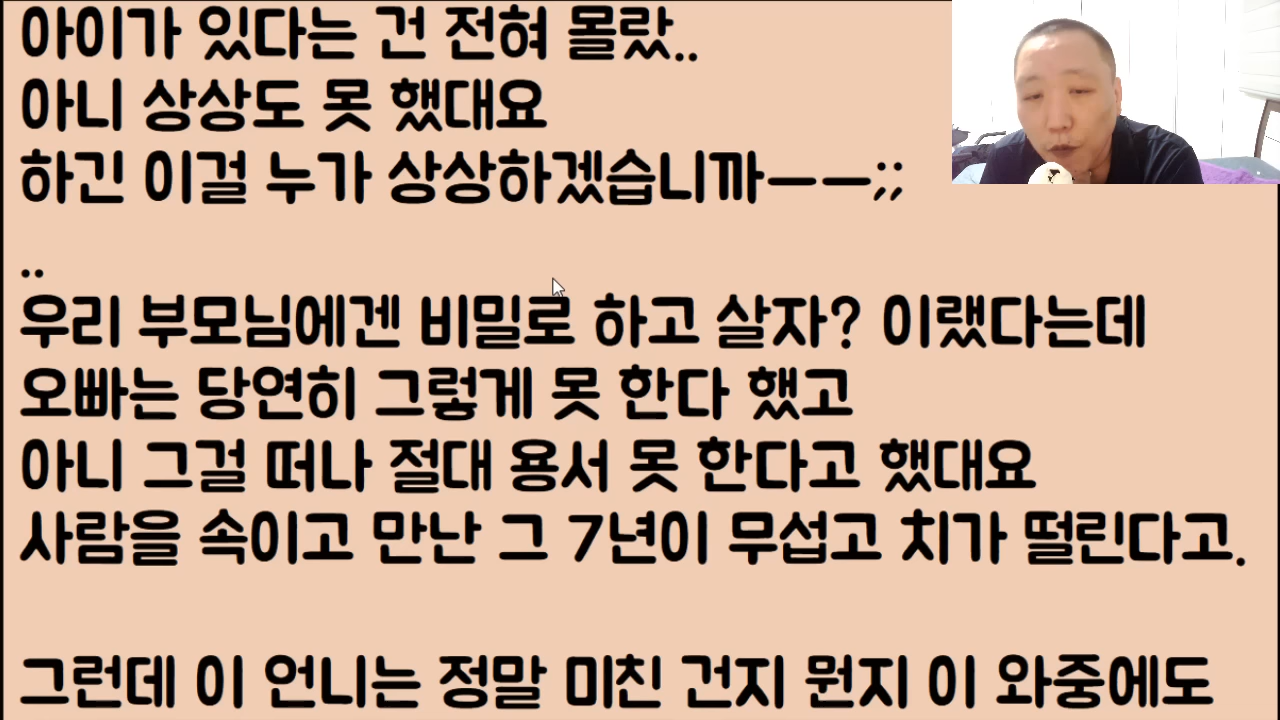 아이가 있다는 건 전혀 몰랐..
아니 상상도 못 했대요
하긴 이걸 누가 상상하겠습니까ㅡㅡ;;
..
우리 부모님에겐 비밀로 하고 살자? 이랬다는데
오빠는 당연히 그렇게 못 한다 했고
아니 그걸 떠나 절대 용서 못 한다고 했대요
사람을 속이고 만난 그 7년이 무섭고 치가 떨린다고.
그런데 이 언니는 정말 미친 건지 뭔지 이 와중에도